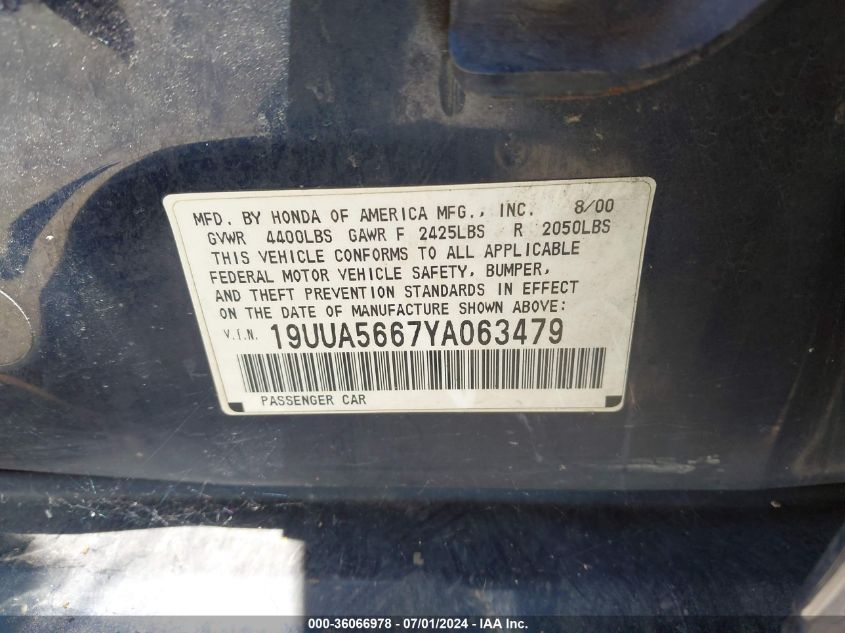 MFD. BY HONDA OF AMERICA MFG., INC. 8/00
GVWR 4400LBS GAWR F 2425LBS R 2050LBS
THIS VEHICLE CONFORMS TO ALL APPLICABLE
FEDERAL MOTOR VEHICLE SAFETY, BUMPER,
AND THEFT PREVENTION STANDARDS IN EFFECT
ON THE DATE OF MANUFACTURE SHOWN ABOVE:
V.I.N. 19UUA5667YA063479
PASSENGER CAR
000-36066978 - 07/01/2024 - IAA Inc.